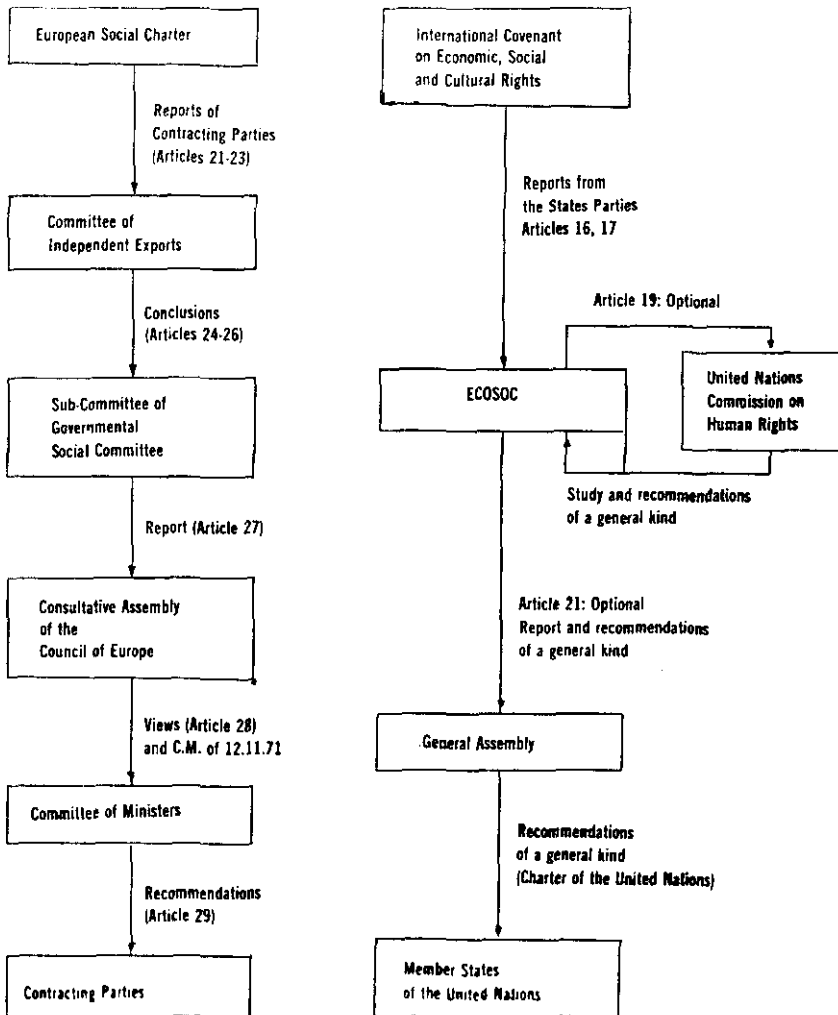 European Social Charter
Reports of
Contracting Parties
(Articles 21-23)
Committee of
Independent Exports
Conclusions
(Articles 24-26)
Sub-Committee of
Governmental
Social Committee
Report (Article 27)
Consultative Assembly
of the
Council of Europe
Views (Article 28)
and C.M. of 12.11.71
Committee of Ministers
Recommendations
(Article 29)
Contracting Parties
International Covenant
on Economic, Social
and Cultural Rights
Reports from
the States Parties
Articles 16, 17
Article 19: Optional
ECOSOC
United Nations
Commission on
Human Rights
Study and recommendations
of a general kind
Article 21: Optional
Report and recommendations
of a general kind
General Assembly
Recommendations
of a general kind
(Charter of the United Nations)
Member States
of the United Nations